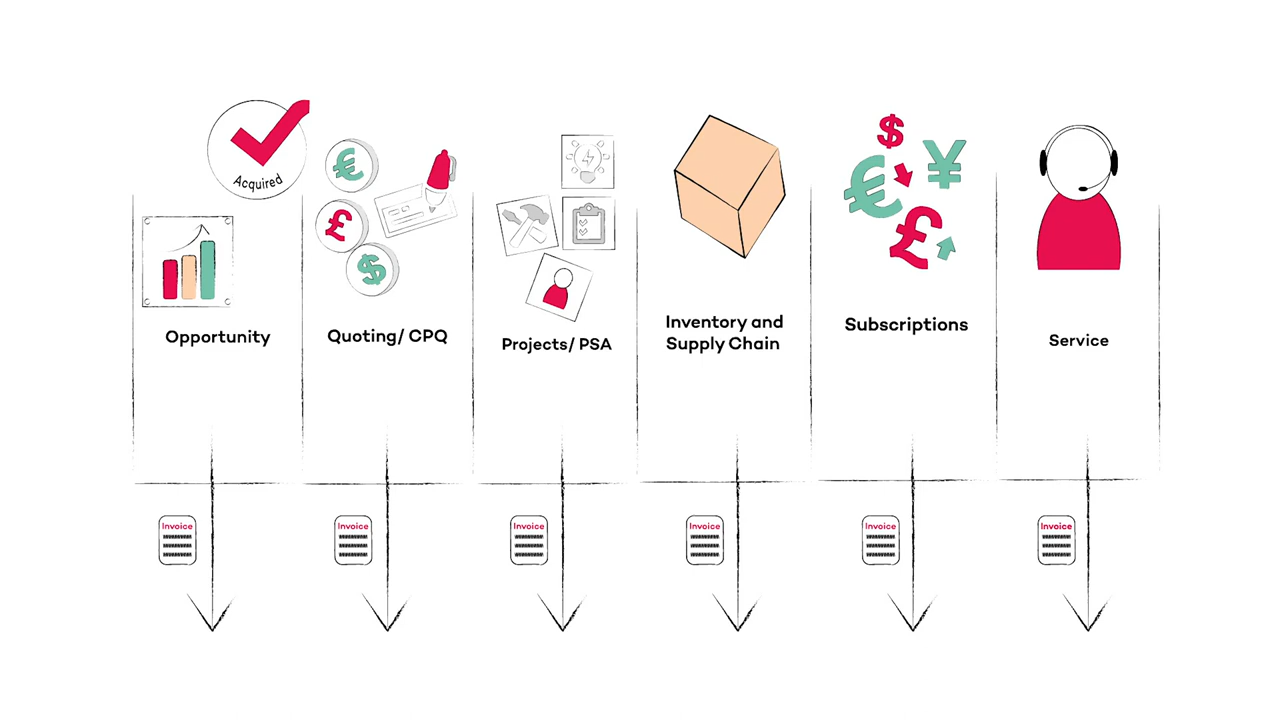 Acquired
Opportunity
Quoting/ CPQ
Projects/ PSA
Inventory and
Supply Chain
Subscriptions
Service
Invoice
Invoice
Invoice
Invoice
Invoice
Invoice